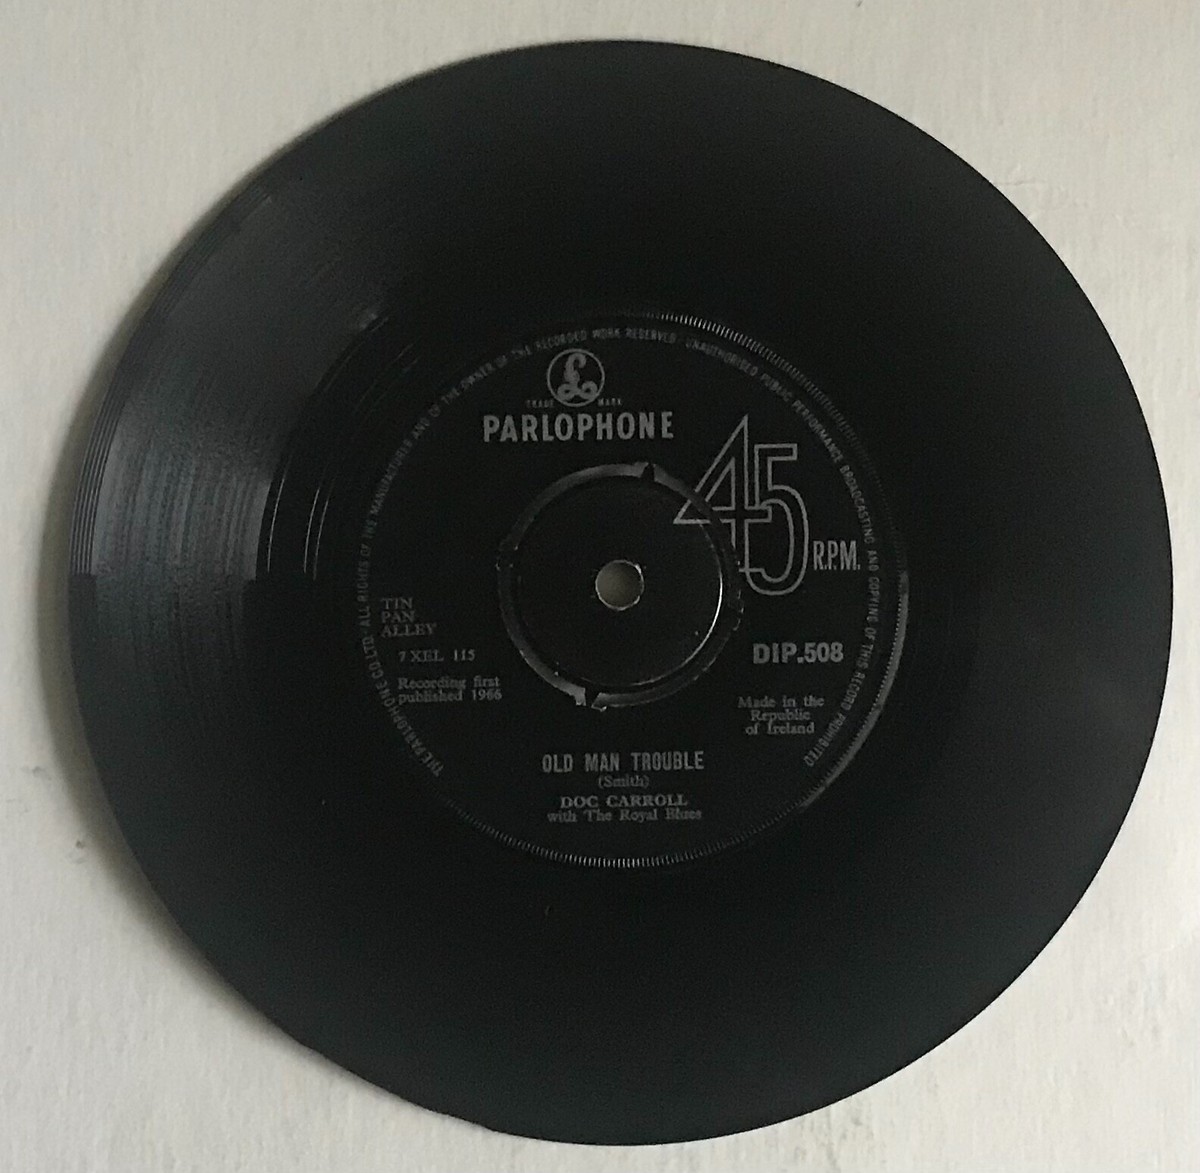 THE PARLOPHONE CO. LTD. ALL RIGHTS OF THE MANUFACTURER AND OF THE OWNER OF THE RECORDED WORK RESERVED UNAUTHORISED PUBLIC PERFORMANCE BROADCASTING AND COPYING OF THIS RECORD PROHIBITED
£
TRADE MARK
PARLOPHONE
45 R.P.M.
TIN
PAN
ALLEY
7XEL 115
Recording first
published 1966
DIP.508
Made in the
Republic
of Ireland
OLD MAN TROUBLE
(Smith)
DOC CARROLL
with The Royal Blues